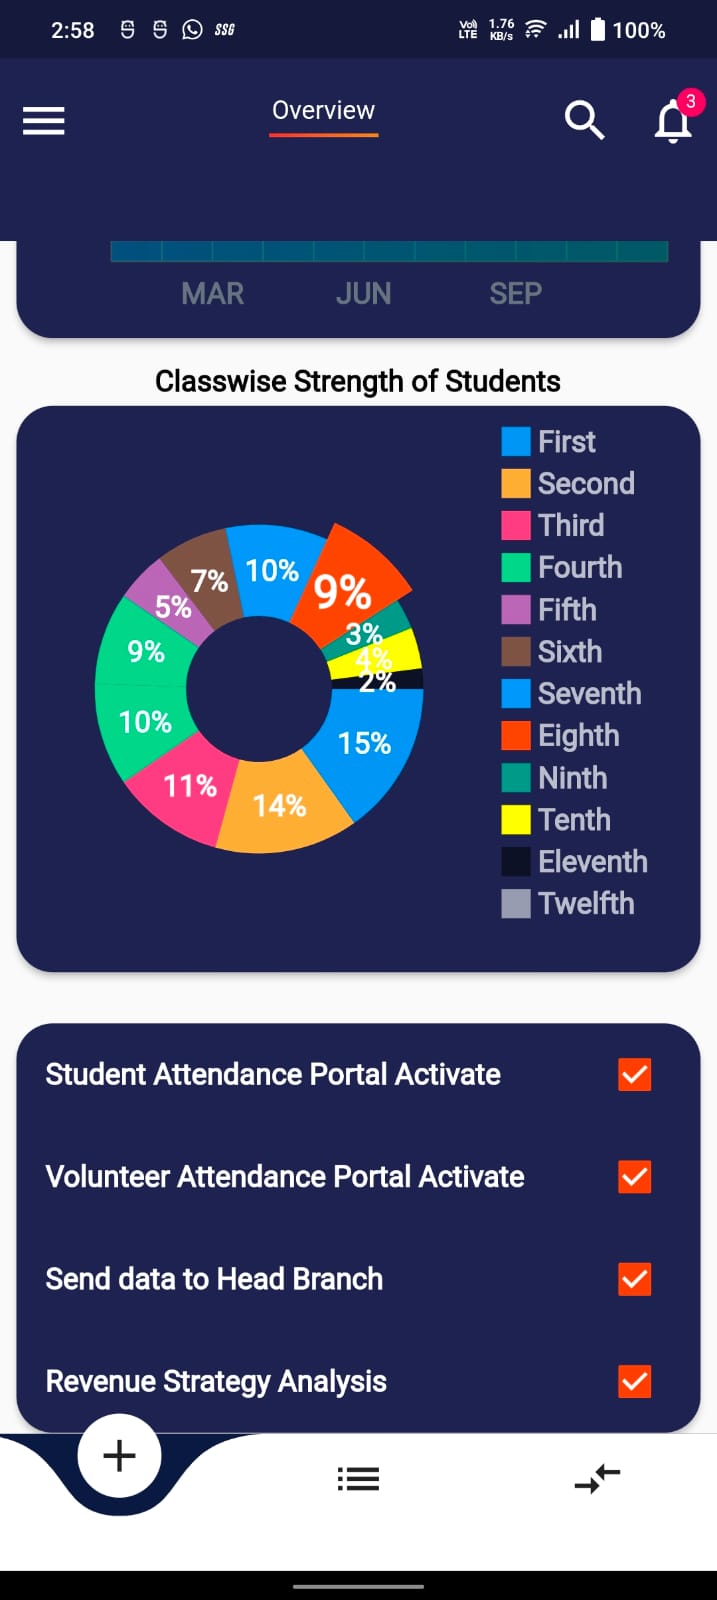 2:58 SSG Vo) LTE 1.76 KB/s 100%
Overview
3
MAR JUN SEP
Classwise Strength of Students
First
Second
Third
Fourth
Fifth
Sixth
Seventh
Eighth
Ninth
Tenth
Eleventh
Twelfth
10%
9%
7%
5%
3%
9%
4%
2%
10%
15%
11%
14%
Student Attendance Portal Activate
Volunteer Attendance Portal Activate
Send data to Head Branch
Revenue Strategy Analysis